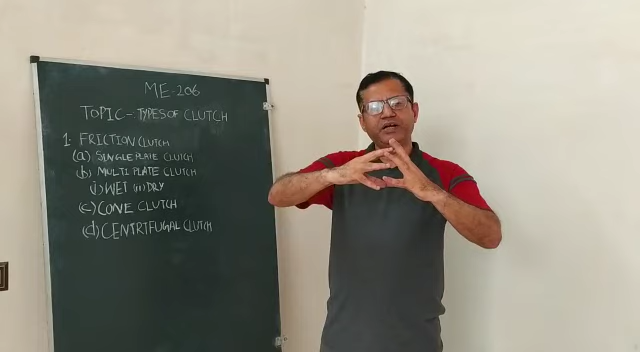 ME-206
TOPIC-: TYPES OF CLUTCH
1. FRICTION CLUTCH
(a) SINGLE PLATE CLUTCH
(b) MULTI PLATE CLUTCH
(i) WET (ii) DRY
(c) CONE CLUTCH
(d) CENTRIFUGAL CLUTCH